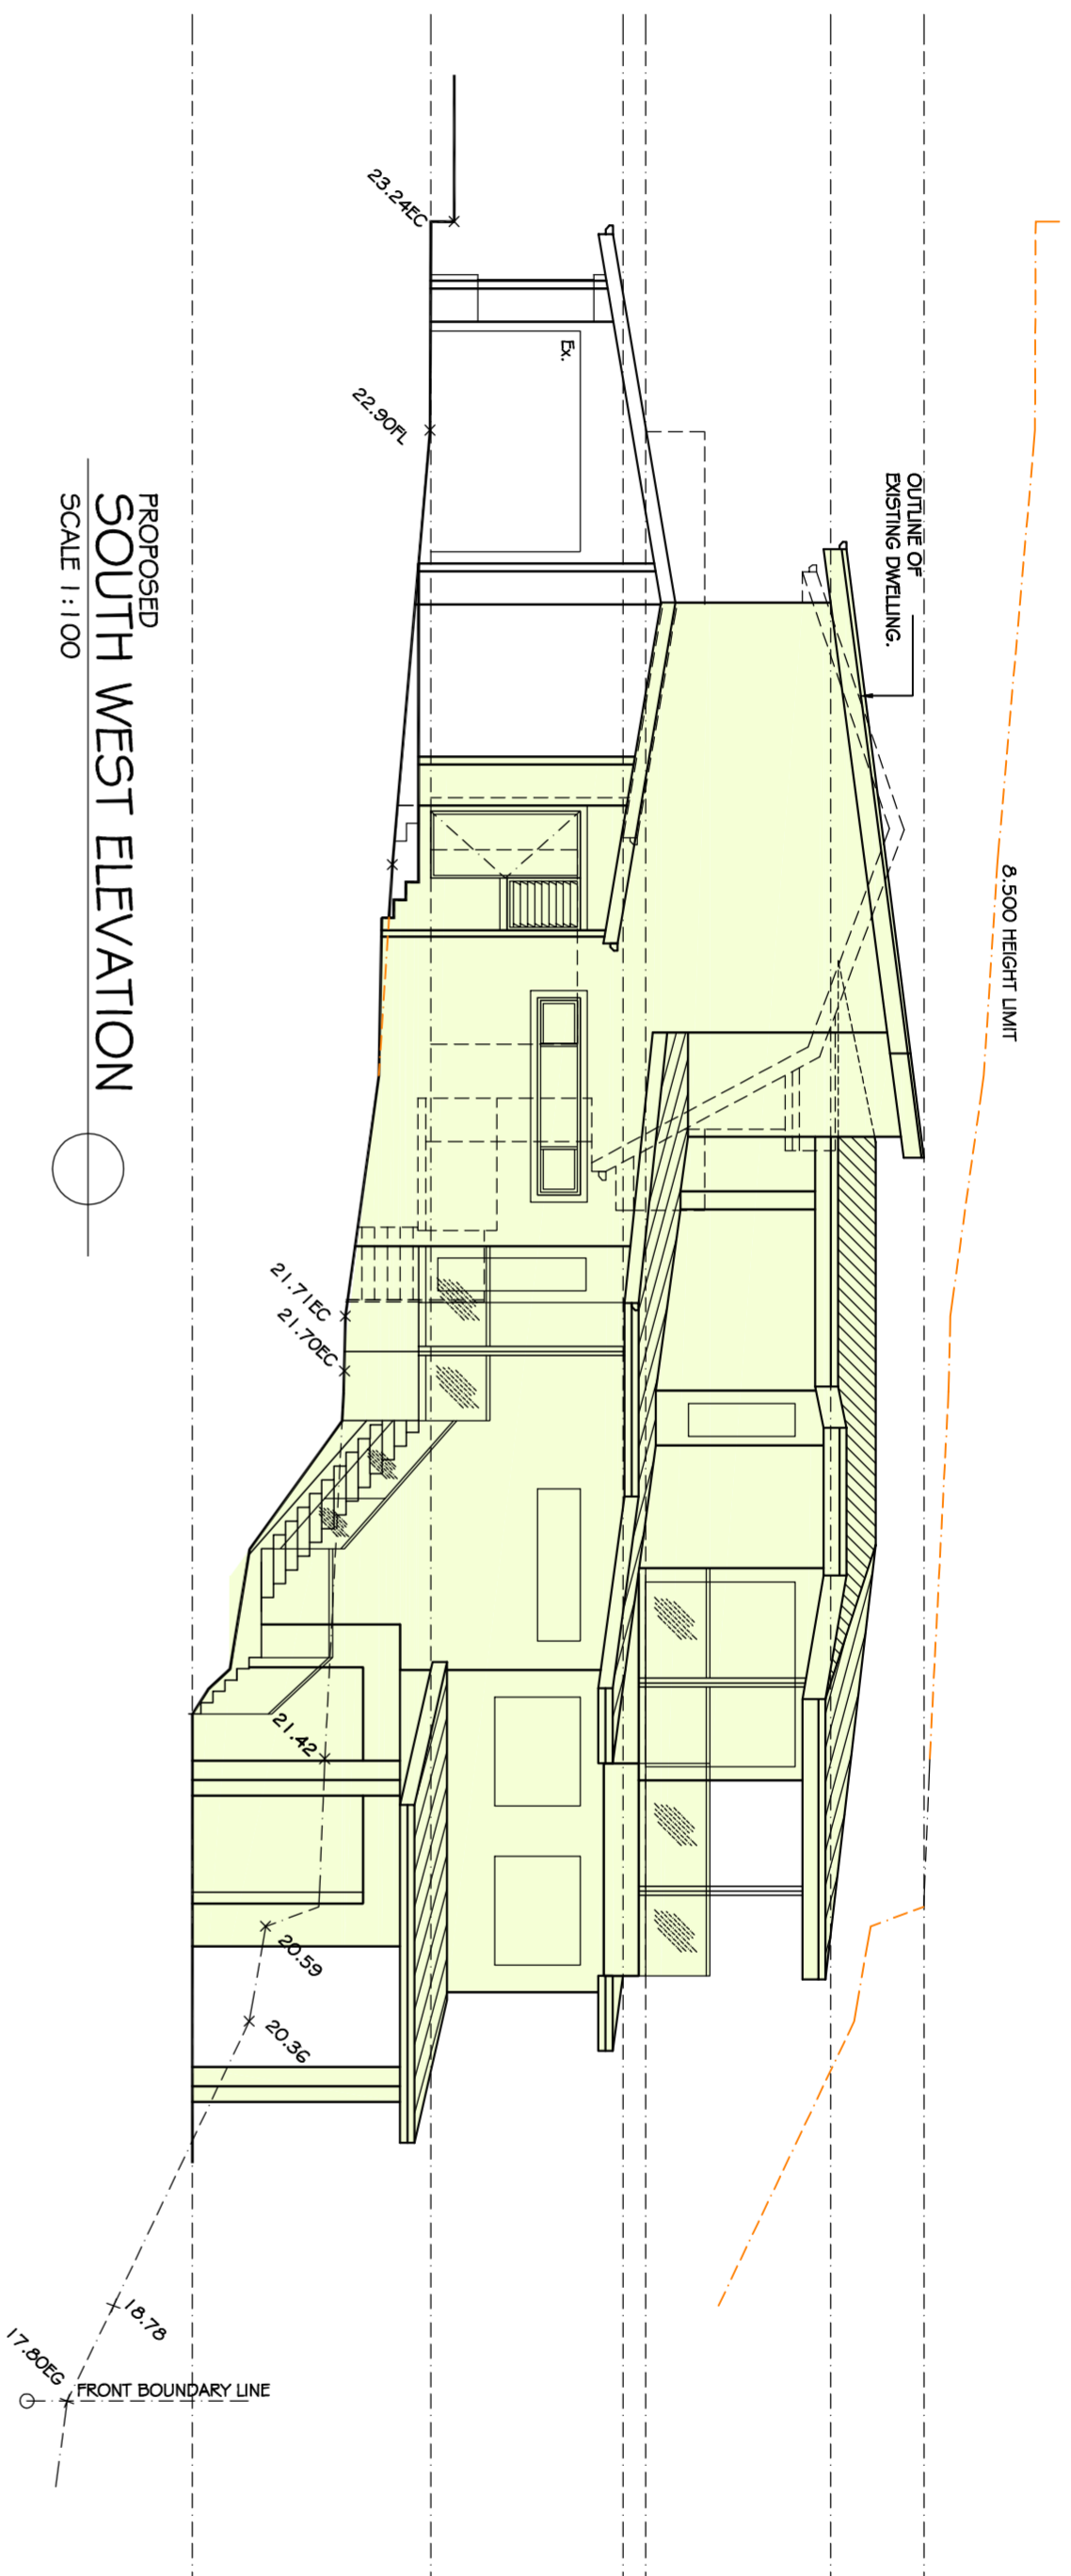 8.500 HEIGHT LIMIT
OUTLINE OF
EXISTING DWELLING.
Ex.
23.24EC
22.90FL
21.71EC
21.70EC
21.42
20.59
20.36
18.78
17.80EG
FRONT BOUNDARY LINE
PROPOSED
SOUTH WEST ELEVATION
SCALE 1:100